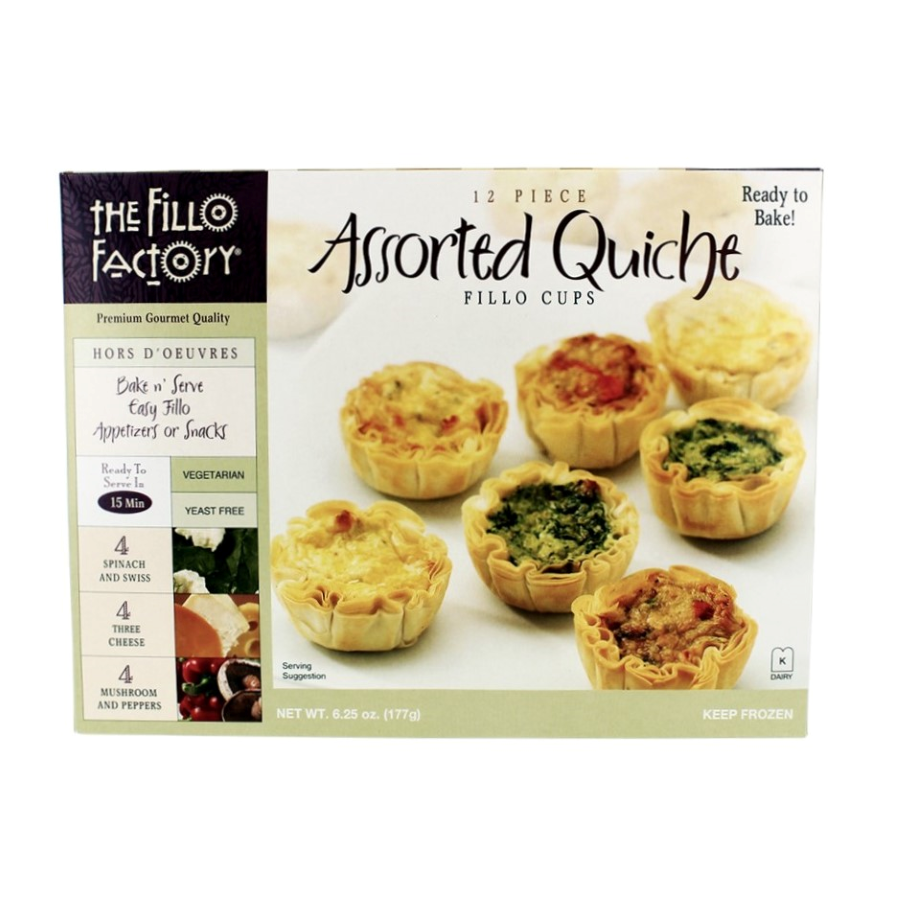 THE FILLO
FACTORY®
Premium Gourmet Quality
HORS D'OEUVRES
Bake n' Serve
Easy Fillo
Appetizers or Snacks
Ready To
Serve In
15 Min
VEGETARIAN
YEAST FREE
4
SPINACH
AND SWISS
4
THREE
CHEESE
4
MUSHROOM
AND PEPPERS
12 PIECE
Assorted Quiche
FILLO CUPS
Ready to
Bake!
Serving
Suggestion
K
DAIRY
NET WT. 6.25 oz. (177g)
KEEP FROZEN